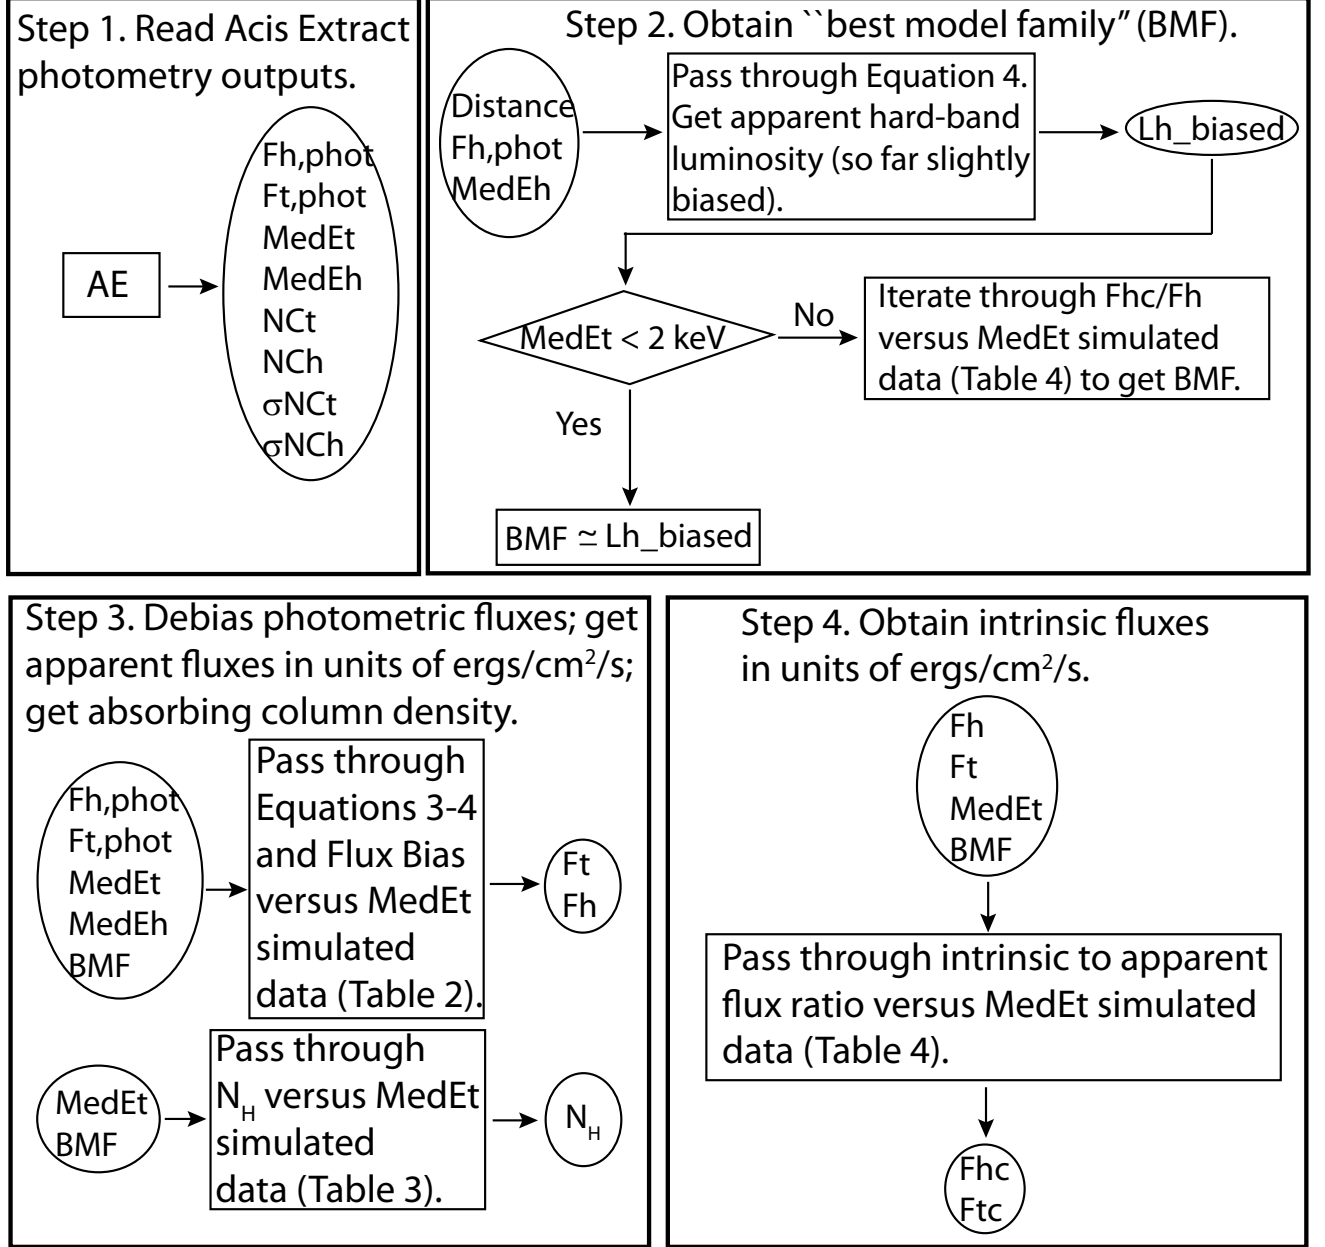 Step 1. Read Acis Extract
photometry outputs.
AE
Fh,phot
Ft,phot
MedEt
MedEh
NCt
NCh
σNCt
σNCh
Step 2. Obtain ``best model family” (BMF).
Distance
Fh,phot
MedEh
Pass through Equation 4.
Get apparent hard-band
luminosity (so far slightly
biased).
Lh_biased
MedEt < 2 keV
No
Iterate through Fhc/Fh
versus MedEt simulated
data (Table 4) to get BMF.
Yes
BMF ≃ Lh_biased
Step 3. Debias photometric fluxes; get
apparent fluxes in units of ergs/cm²/s;
get absorbing column density.
Fh,phot
Ft,phot
MedEt
MedEh
BMF
Pass through
Equations 3-4
and Flux Bias
versus MedEt
simulated
data (Table 2).
Ft
Fh
MedEt
BMF
Pass through
N_H versus MedEt
simulated
data (Table 3).
N_H
Step 4. Obtain intrinsic fluxes
in units of ergs/cm²/s.
Fh
Ft
MedEt
BMF
Pass through intrinsic to apparent
flux ratio versus MedEt simulated
data (Table 4).
Fhc
Ftc